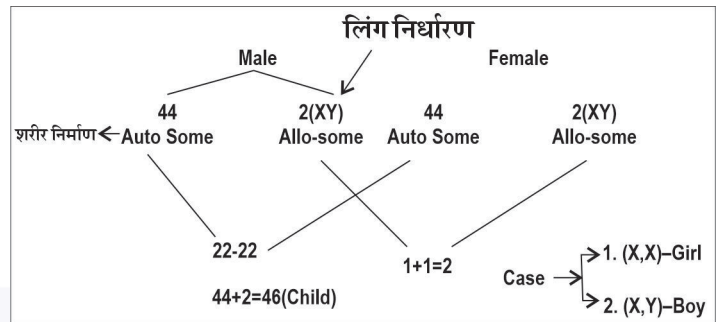 लिंग निर्धारण
Male Female
44 2(XY) 44 2(XY)
शरीर निर्माण Auto Some Allo-some Auto Some Allo-some
22-22 1+1=2
Case 1. (X,X)–Girl
2. (X,Y)–Boy
44+2=46(Child)